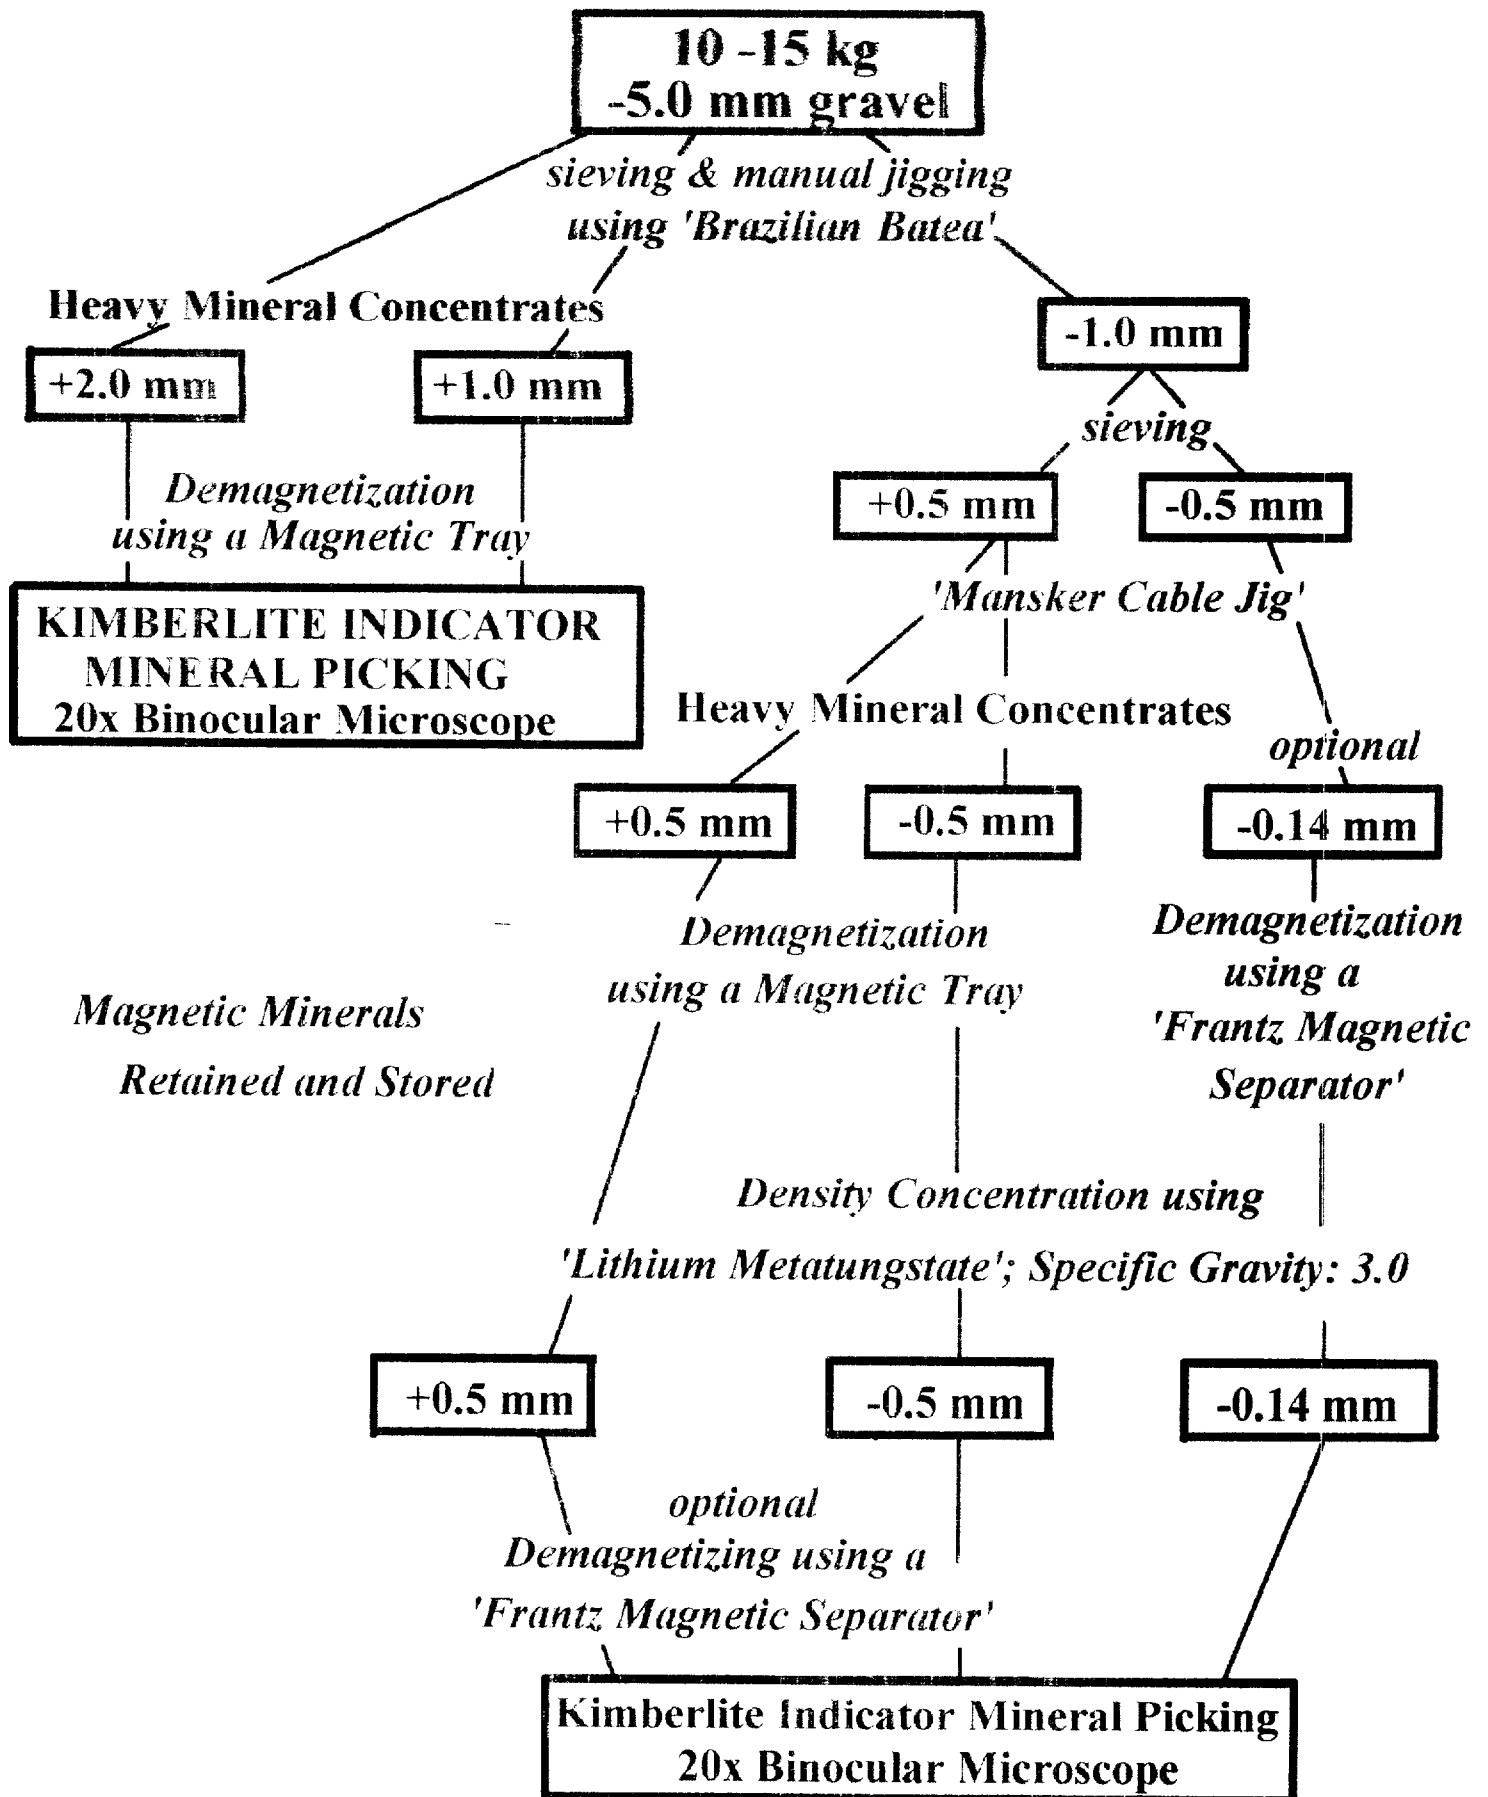 10 -15 kg
-5.0 mm gravel
sieving & manual jigging
using 'Brazilian Batea'
Heavy Mineral Concentrates
-1.0 mm
+2.0 mm
+1.0 mm
sieving
Demagnetization
using a Magnetic Tray
+0.5 mm
-0.5 mm
'Mansker Cable Jig'
KIMBERLITE INDICATOR
MINERAL PICKING
20x Binocular Microscope
Heavy Mineral Concentrates
optional
+0.5 mm
-0.5 mm
-0.14 mm
Demagnetization
using a Magnetic Tray
Demagnetization
using a
'Frantz Magnetic
Separator'
Magnetic Minerals
Retained and Stored
Density Concentration using
'Lithium Metatungstate'; Specific Gravity: 3.0
+0.5 mm
-0.5 mm
-0.14 mm
optional
Demagnetizing using a
'Frantz Magnetic Separator'
Kimberlite Indicator Mineral Picking
20x Binocular Microscope